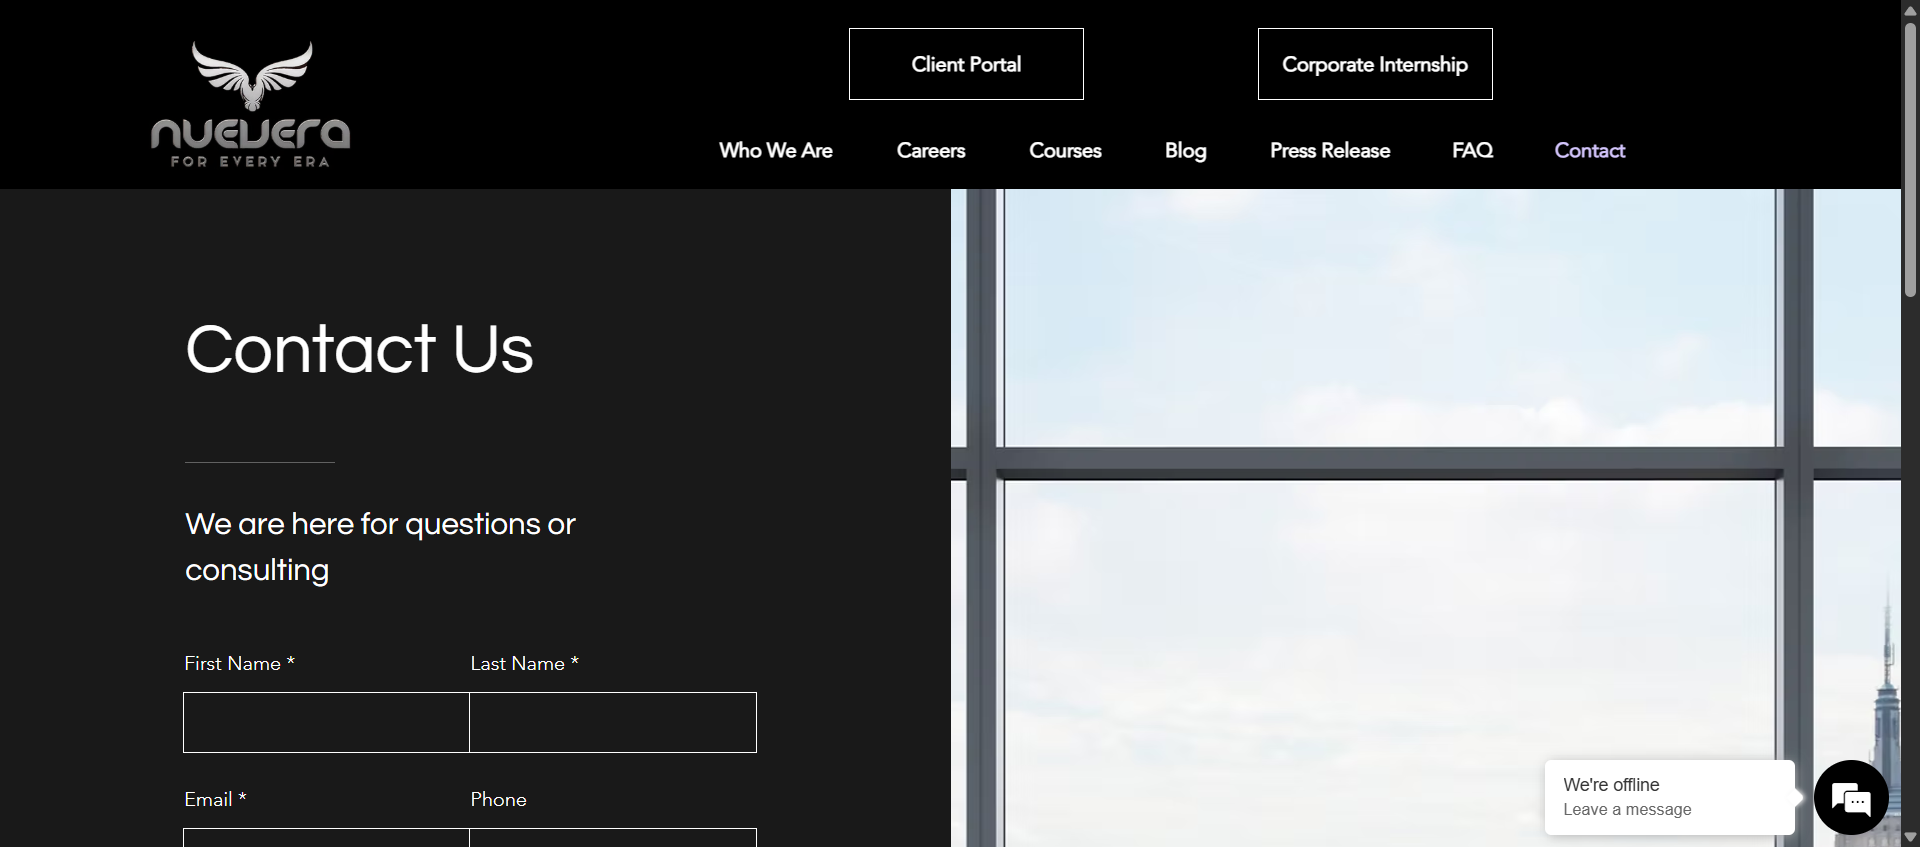 Client Portal
Corporate Internship
NUEVERA
FOR EVERY ERA
Who We Are
Careers
Courses
Blog
Press Release
FAQ
Contact
Contact Us
We are here for questions or
consulting
First Name *
Last Name *
Email *
Phone
We're offline
Leave a message